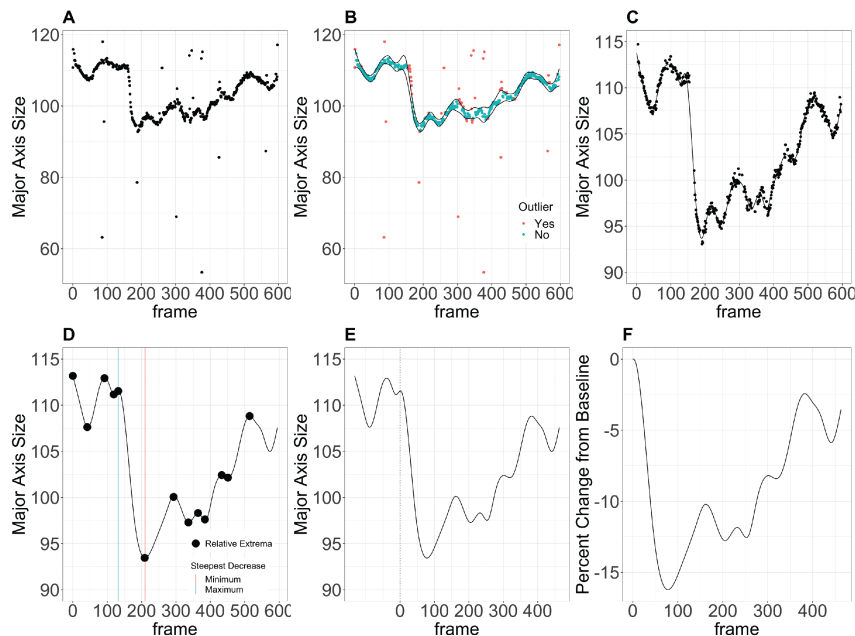 A
B
C
120
100
80
60
Major Axis Size
0 100 200 300 400 500 600
frame
120
100
80
60
Major Axis Size
Outlier
Yes
No
0 100 200 300 400 500 600
frame
115
110
105
100
95
90
Major Axis Size
0 100 200 300 400 500 600
frame
D
E
F
115
110
105
100
95
90
Major Axis Size
Relative Extrema
Steepest Decrease
Minimum
Maximum
0 100 200 300 400 500 600
frame
115
110
105
100
95
90
Major Axis Size
0 100 200 300 400
frame
0
-5
-10
-15
Percent Change from Baseline
0 100 200 300 400
frame